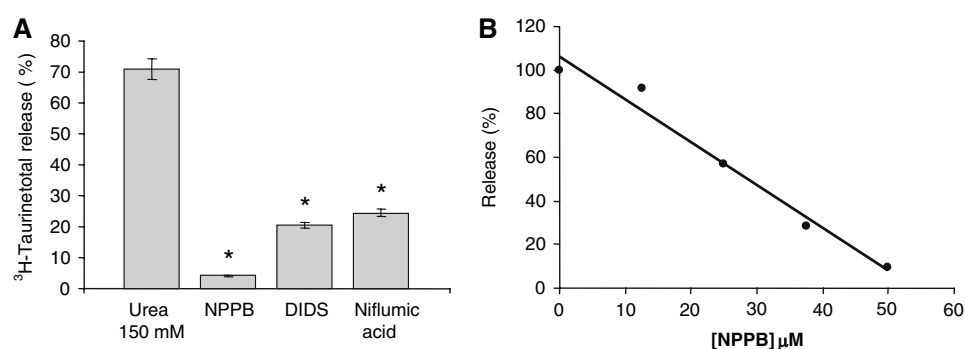 A
³H-Taurinetotal release ( %)
80
70
60
50
40
30
20
10
0
*
*
*
Urea
150 mM
NPPB
DIDS
Niflumic
acid
B
Release (%)
120
100
80
60
40
20
0
0 10 20 30 40 50 60
[NPPB] µM